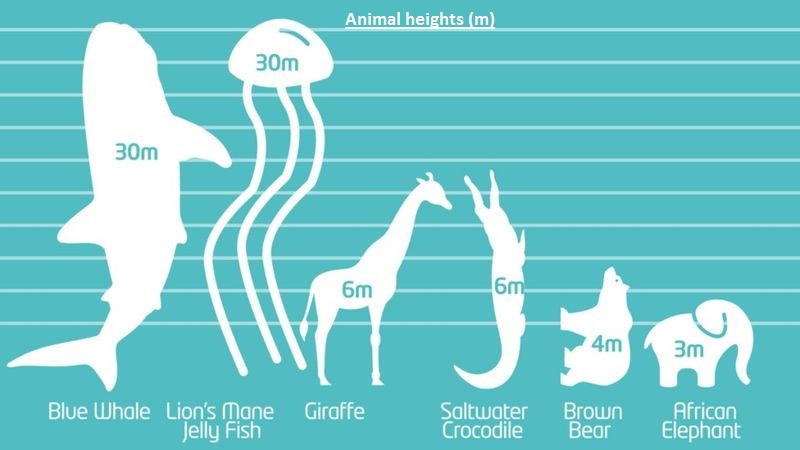 Animal heights (m)
30m
30m
6m
6m
4m
3m
Blue Whale
Lion's Mane
Jelly Fish
Giraffe
Saltwater
Crocodile
Brown
Bear
African
Elephant